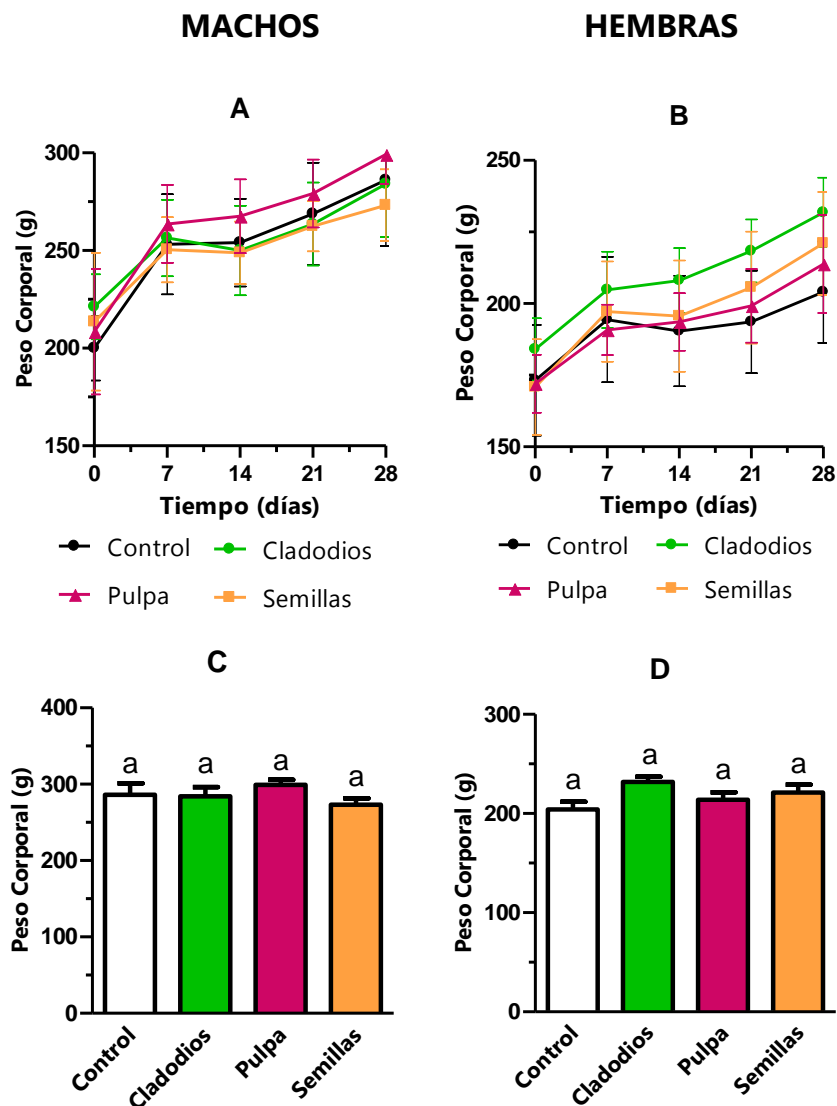 MACHOS
HEMBRAS
A
300
250
200
150
Peso Corporal (g)
0 7 14 21 28
Tiempo (días)
Control
Cladodios
Pulpa
Semillas
B
250
200
150
Peso Corporal (g)
0 7 14 21 28
Tiempo (días)
Control
Cladodios
Pulpa
Semillas
C
400
300
200
100
0
Peso Corporal (g)
a a a a
Control
Cladodios
Pulpa
Semillas
D
300
200
100
0
Peso Corporal (g)
a a a a
Control
Cladodios
Pulpa
Semillas